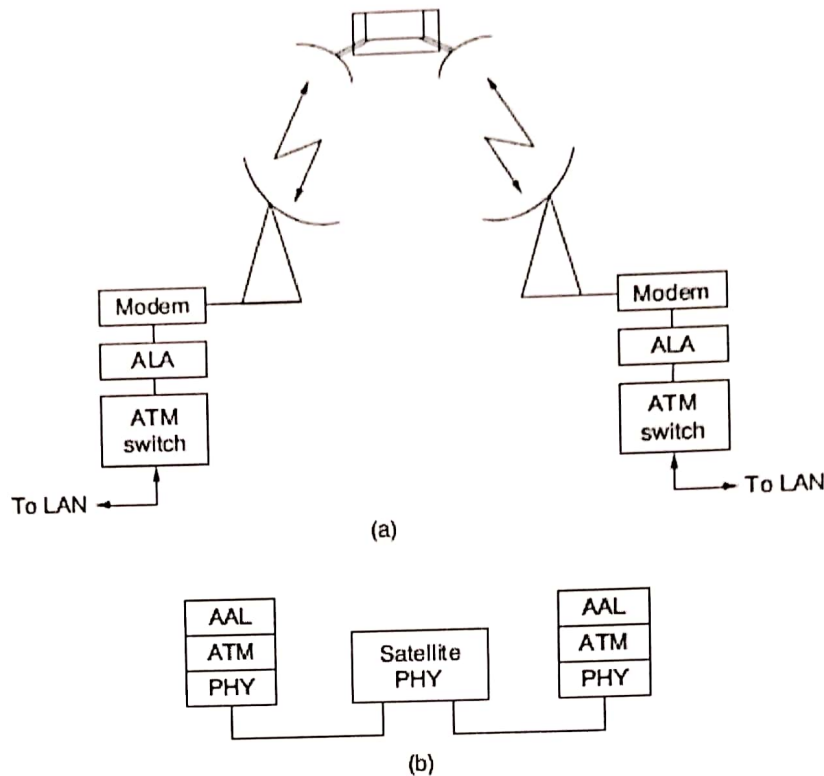 Modem
ALA
ATM
switch
To LAN
Modem
ALA
ATM
switch
To LAN
(a)
AAL
ATM
PHY
Satellite
PHY
AAL
ATM
PHY
(b)